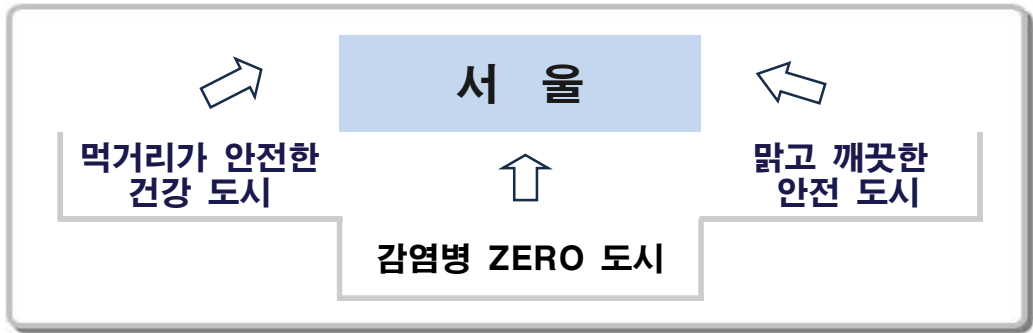 서 울
먹거리가 안전한
건강 도시
맑고 깨끗한
안전 도시
감염병 ZERO 도시